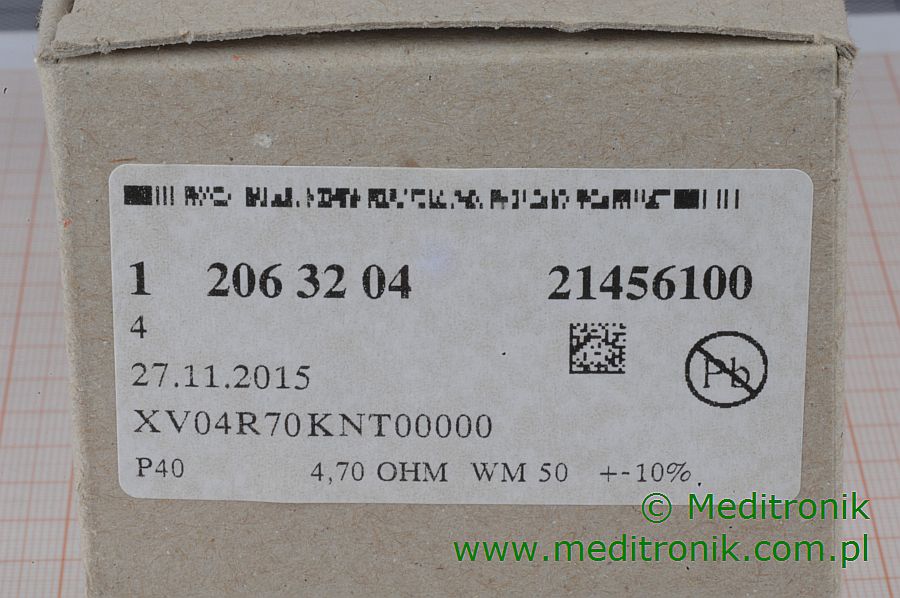 1 206 32 04 21456100
4
27.11.2015
Pb
XV04R70KNT00000
P40 4,70 OHM WM 50 +-10%
© Meditronik
www.meditronik.com.pl